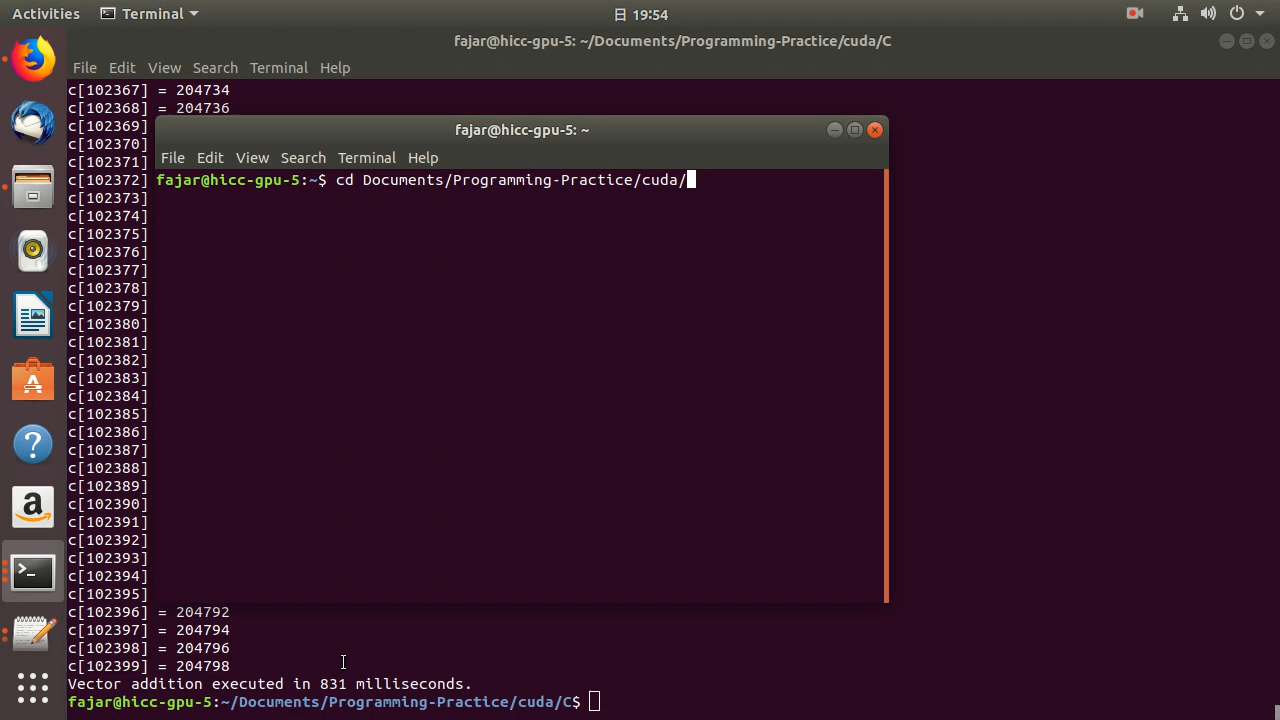 Activities Terminal 日 19:54
fajar@hicc-gpu-5: ~/Documents/Programming-Practice/cuda/C
File Edit View Search Terminal Help
c[102367] = 204734
c[102368] = 204736
c[102369]
fajar@hicc-gpu-5: ~
c[102370]
c[102371]
File Edit View Search Terminal Help
c[102372]
fajar@hicc-gpu-5:~$ cd Documents/Programming-Practice/cuda/
c[102373]
c[102374]
c[102375]
c[102376]
c[102377]
c[102378]
c[102379]
c[102380]
c[102381]
c[102382]
c[102383]
c[102384]
c[102385]
c[102386]
c[102387]
c[102388]
c[102389]
c[102390]
c[102391]
c[102392]
c[102393]
c[102394]
c[102395]
c[102396] = 204792
c[102397] = 204794
c[102398] = 204796
c[102399] = 204798
Vector addition executed in 831 milliseconds.
fajar@hicc-gpu-5:~/Documents/Programming-Practice/cuda/C$